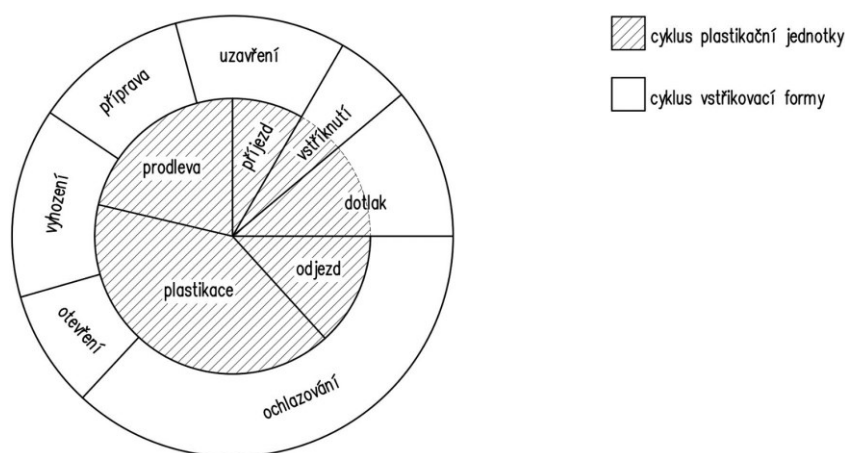 cyklus plastikační jednotky
cyklus vstřikovací formy
uzavření
příprava
vyhození
otevření
ochlazování
prodleva
příjezd
vstříknutí
dotlak
odjezd
plastikace